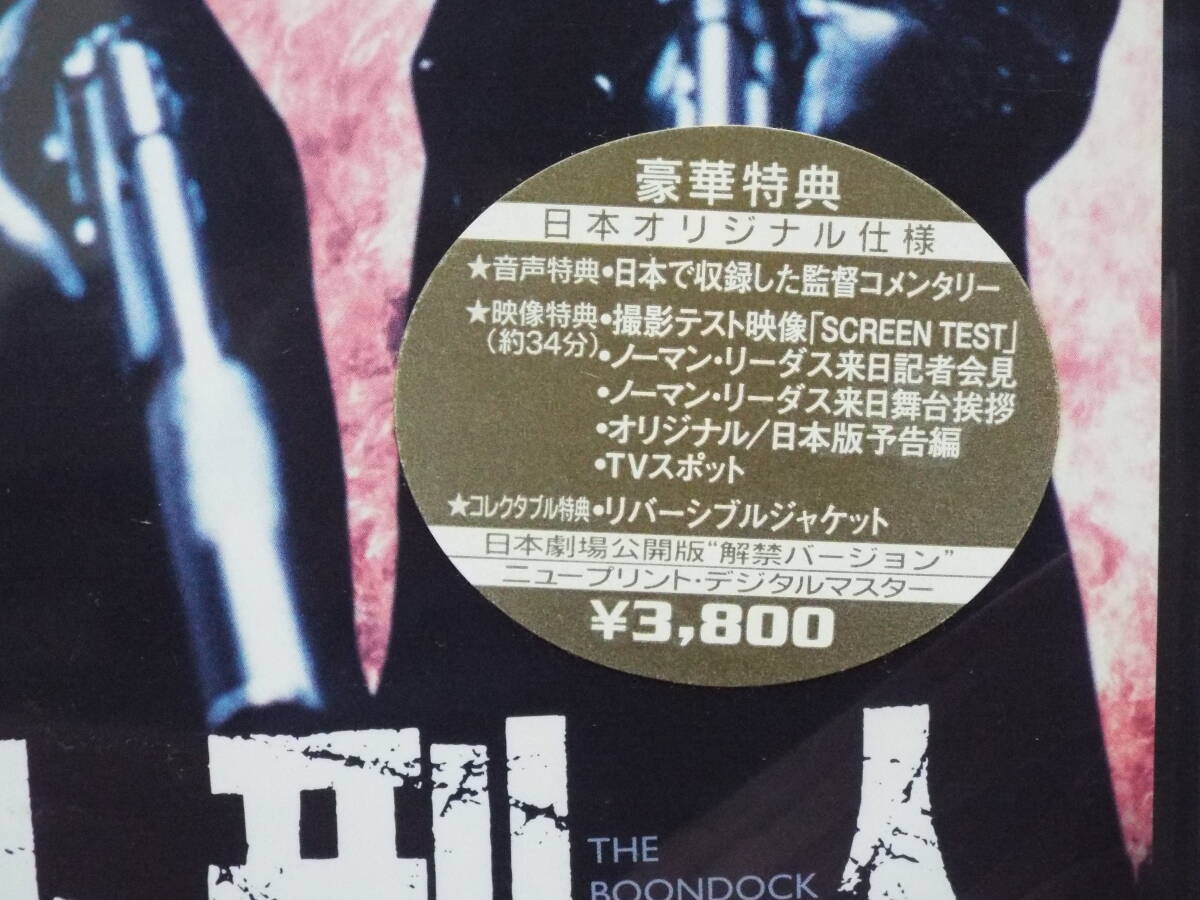 豪華特典
日本オリジナル仕様
★音声特典・日本で収録した監督コメンタリー
★映像特典・撮影テスト映像「SCREEN TEST」
(約34分)・ノーマン・リーダス来日記者会見
・ノーマン・リーダス来日舞台挨拶
・オリジナル/日本版予告編
・TVスポット
★コレクタブル特典・リバーシブルジャケット
日本劇場公開版“解禁バージョン”
ニュープリント・デジタルマスター
¥3,800
THE
BOONDOCK